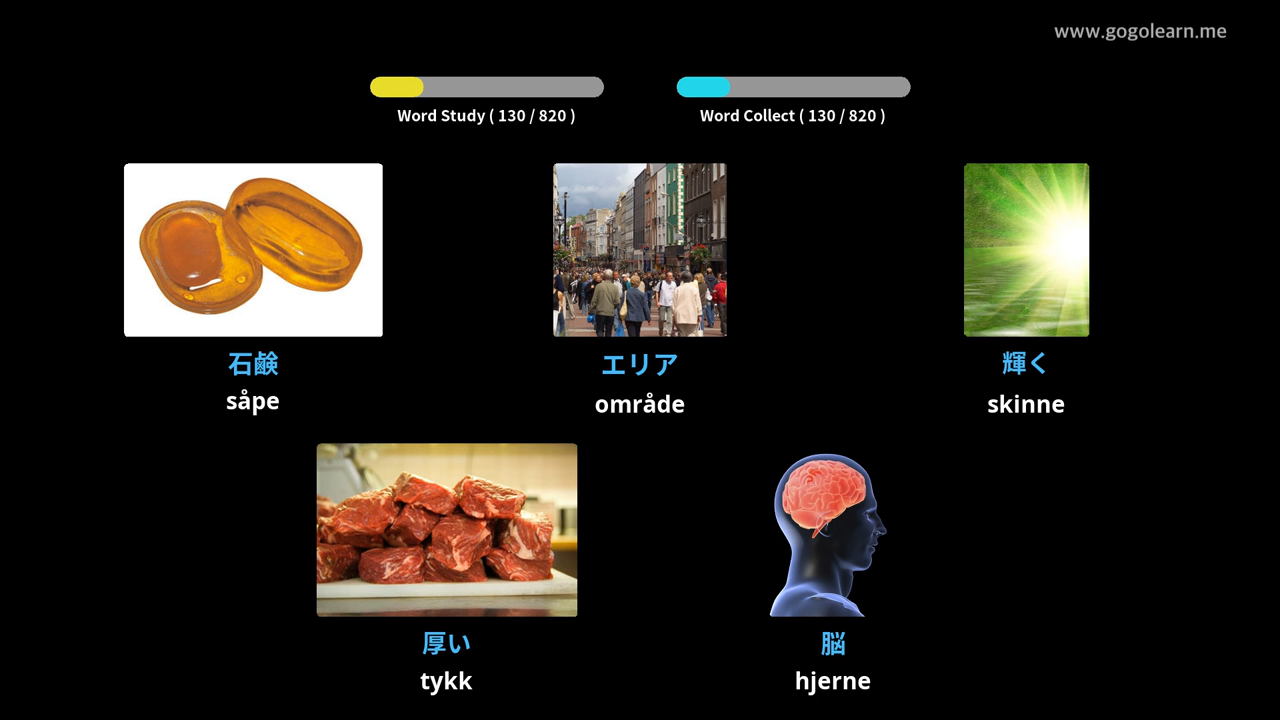 www.gogolearn.me
Word Study ( 130 / 820 )
Word Collect ( 130 / 820 )
石鹸
såpe
エリア
område
輝く
skinne
厚い
tykk
脳
hjerne